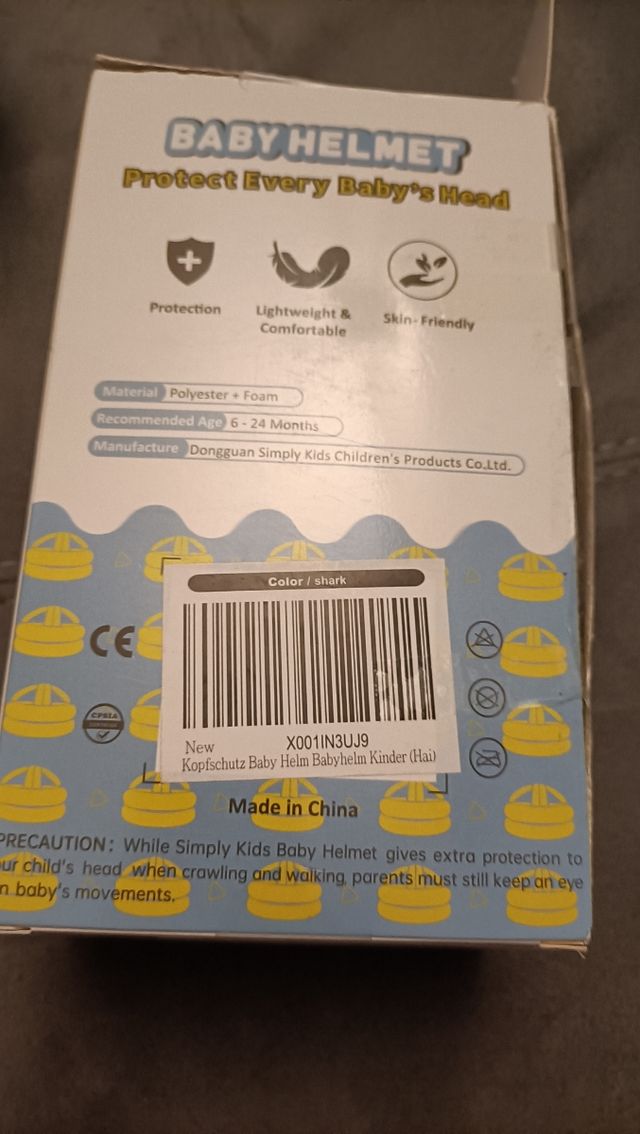 BABY HELMET
Protect Every Baby's Head
Protection
Lightweight &
Comfortable
Skin-Friendly
Material Polyester + Foam
Recommended Age 6 - 24 Months
Manufacture Dongguan Simply Kids Children's Products Co.Ltd.
Color / shark
CE
CPSIA
X001IN3UJ9
New
Kopfschutz Baby Helm Babyhelm Kinder (Hai)
Made in China
PRECAUTION: While Simply Kids Baby Helmet gives extra protection to
ur child's head when crawling and walking, parents must still keep an eye
n baby's movements.